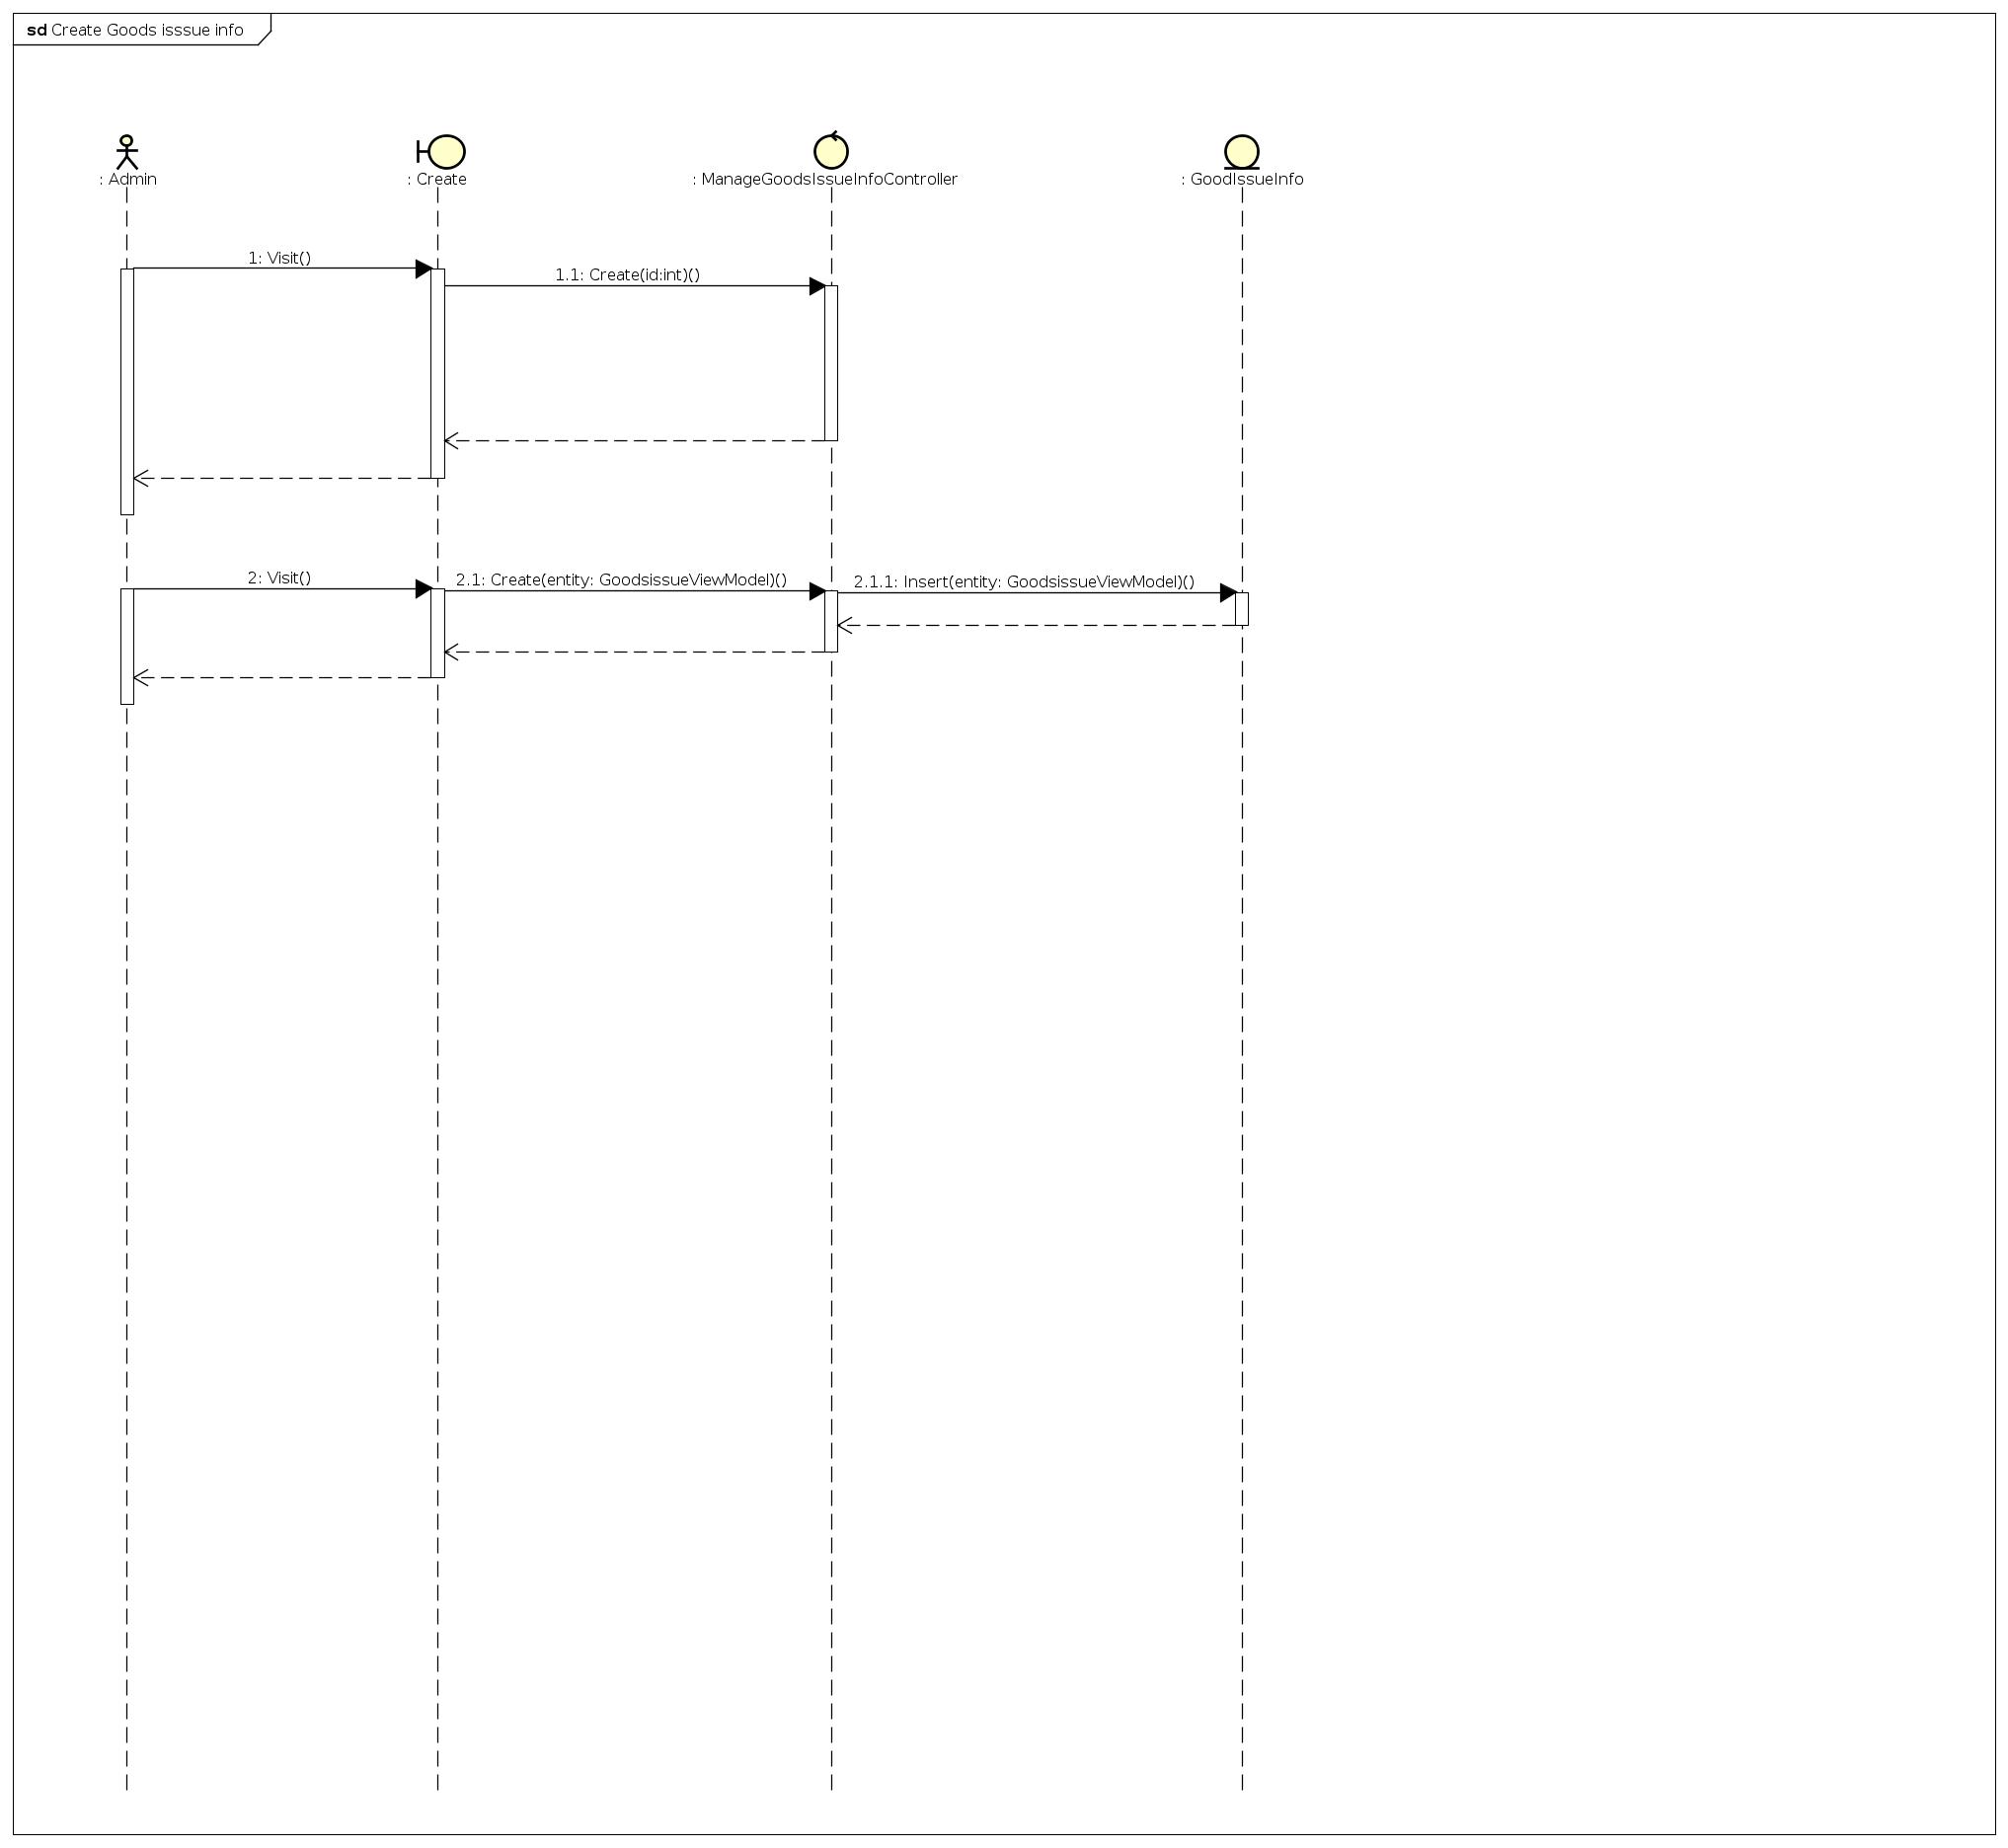 sd Create Goods isssue info
: Admin
: Create
: ManageGoodsIssueInfoController
: GoodIssueInfo
1: Visit()
1.1: Create(id:int)()
2: Visit()
2.1: Create(entity: GoodsissueViewModel)()
2.1.1: Insert(entity: GoodsissueViewModel)()